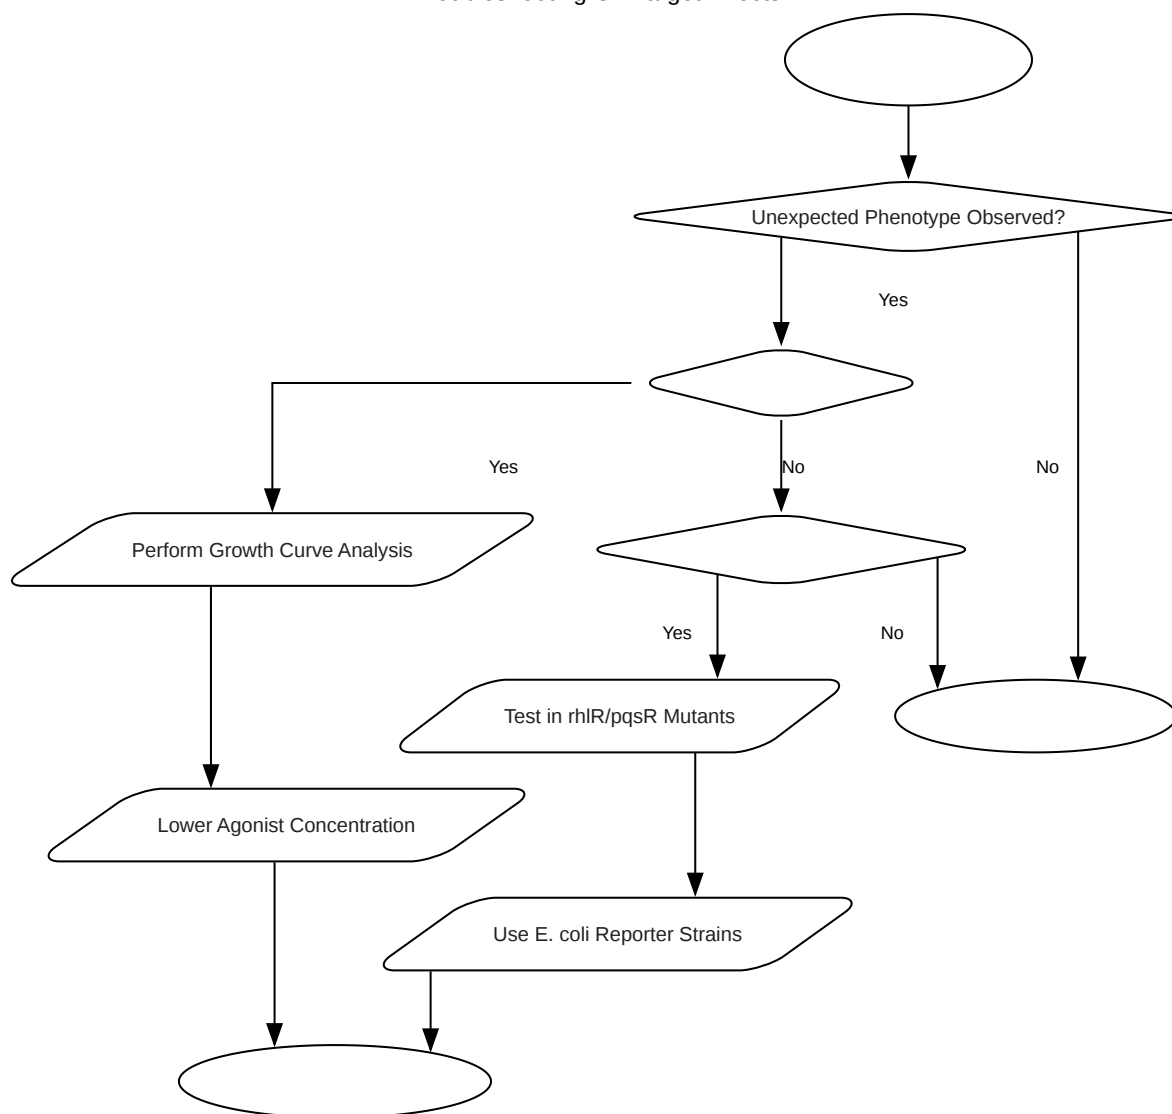 Unexpected Phenotype Observed?
Yes
Yes
No
No
Perform Growth Curve Analysis
Yes
No
Test in rhlR/pqsR Mutants
Lower Agonist Concentration
Use E. coli Reporter Strains